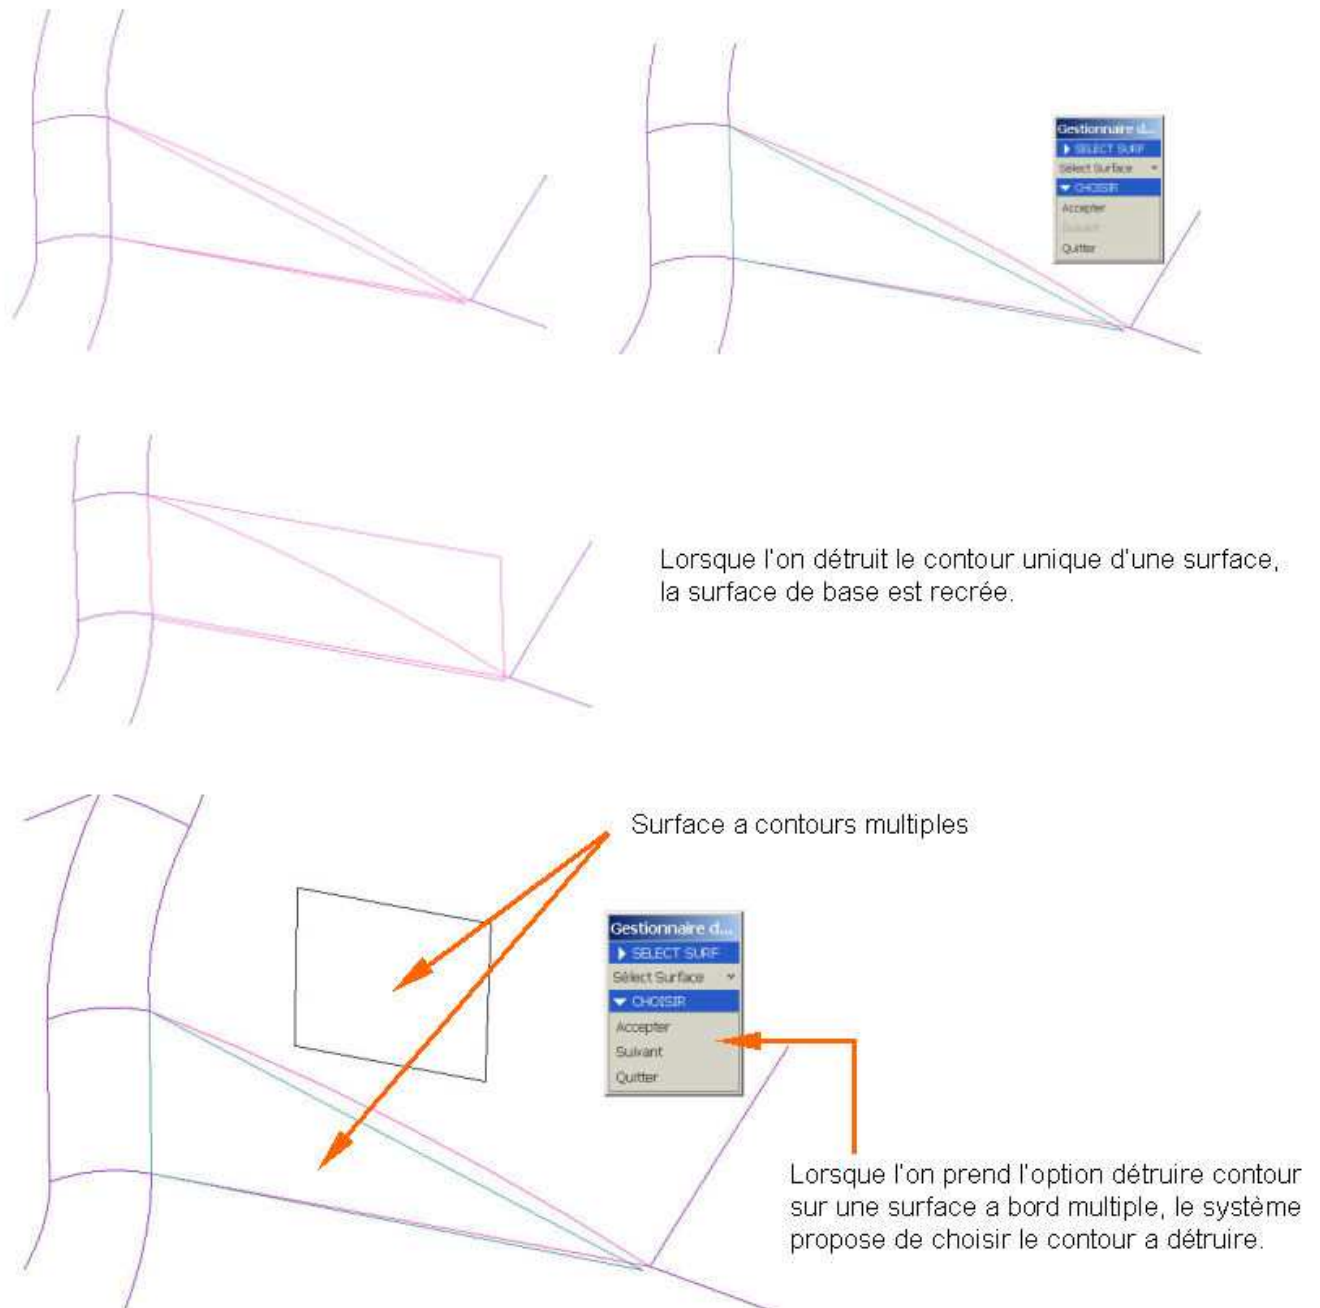 Gestionnaire d...
SELECT SURF
Sélect Surface
CHOISIR
Accepter
Suivant
Quitter
Lorsque l'on détruit le contour unique d'une surface,
la surface de base est recrée.
Surface a contours multiples
Gestionnaire d...
SELECT SURF
Sélect Surface
CHOISIR
Accepter
Suivant
Quitter
Lorsque l'on prend l'option détruire contour
sur une surface a bord multiple, le système
propose de choisir le contour a détruire.